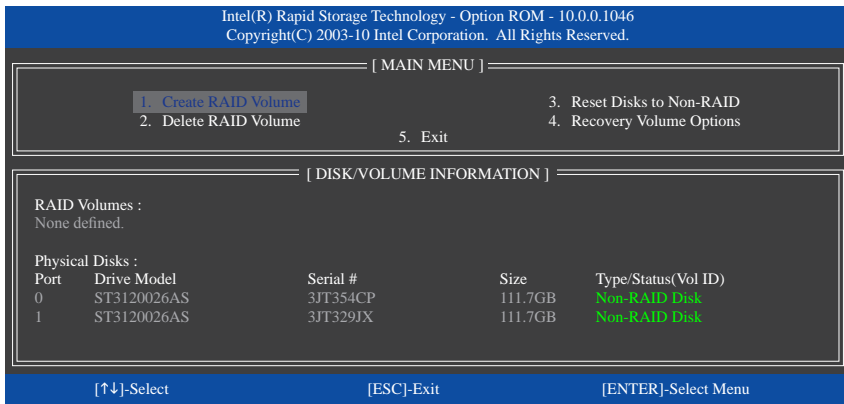 Intel(R) Rapid Storage Technology - Option ROM - 10.0.0.1046
Copyright(C) 2003-10 Intel Corporation. All Rights Reserved.
[ MAIN MENU ]
1. Create RAID Volume 3. Reset Disks to Non-RAID
2. Delete RAID Volume 4. Recovery Volume Options
5. Exit
[ DISK/VOLUME INFORMATION ]
RAID Volumes :
None defined.
Physical Disks :
Port Drive Model Serial # Size Type/Status(Vol ID)
0 ST3120026AS 3JT354CP 111.7GB Non-RAID Disk
1 ST3120026AS 3JT329JX 111.7GB Non-RAID Disk
[↑↓]-Select [ESC]-Exit [ENTER]-Select Menu